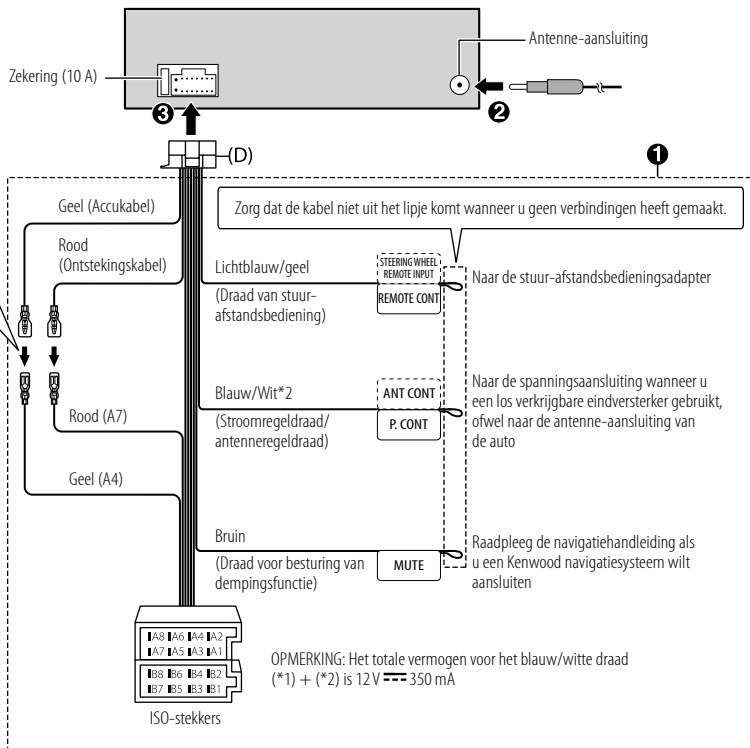 Antenne-aansluiting
Zekering (10 A)
3
2
(D)
1
Geel (Accukabel)
Zorg dat de kabel niet uit het lipje komt wanneer u geen verbindingen heeft gemaakt.
Rood
(Ontstekingskabel)
Lichtblauw/geel
(Draad van stuur-
afstandsbediening)
STEERING WHEEL
REMOTE INPUT
REMOTE CONT
Naar de stuur-afstandsbedieningsadapter
Blauw/Wit*2
(Stroomregeldraad/
antenneregeldraad)
ANT CONT
P. CONT
Naar de spanningsaansluiting wanneer u
een los verkrijgbare eindversterker gebruikt,
ofwel naar de antenne-aansluiting van
de auto
Rood (A7)
Geel (A4)
Bruin
(Draad voor besturing van
dempingsfunctie)
MUTE
Raadpleeg de navigatiehandleiding als
u een Kenwood navigatiesysteem wilt
aansluiten
A8 A6 A4 A2
A7 A5 A3 A1
B8 B6 B4 B2
B7 B5 B3 B1
ISO-stekkers
OPMERKING: Het totale vermogen voor het blauw/witte draad
(*1) + (*2) is 12 V ⎓ 350 mA